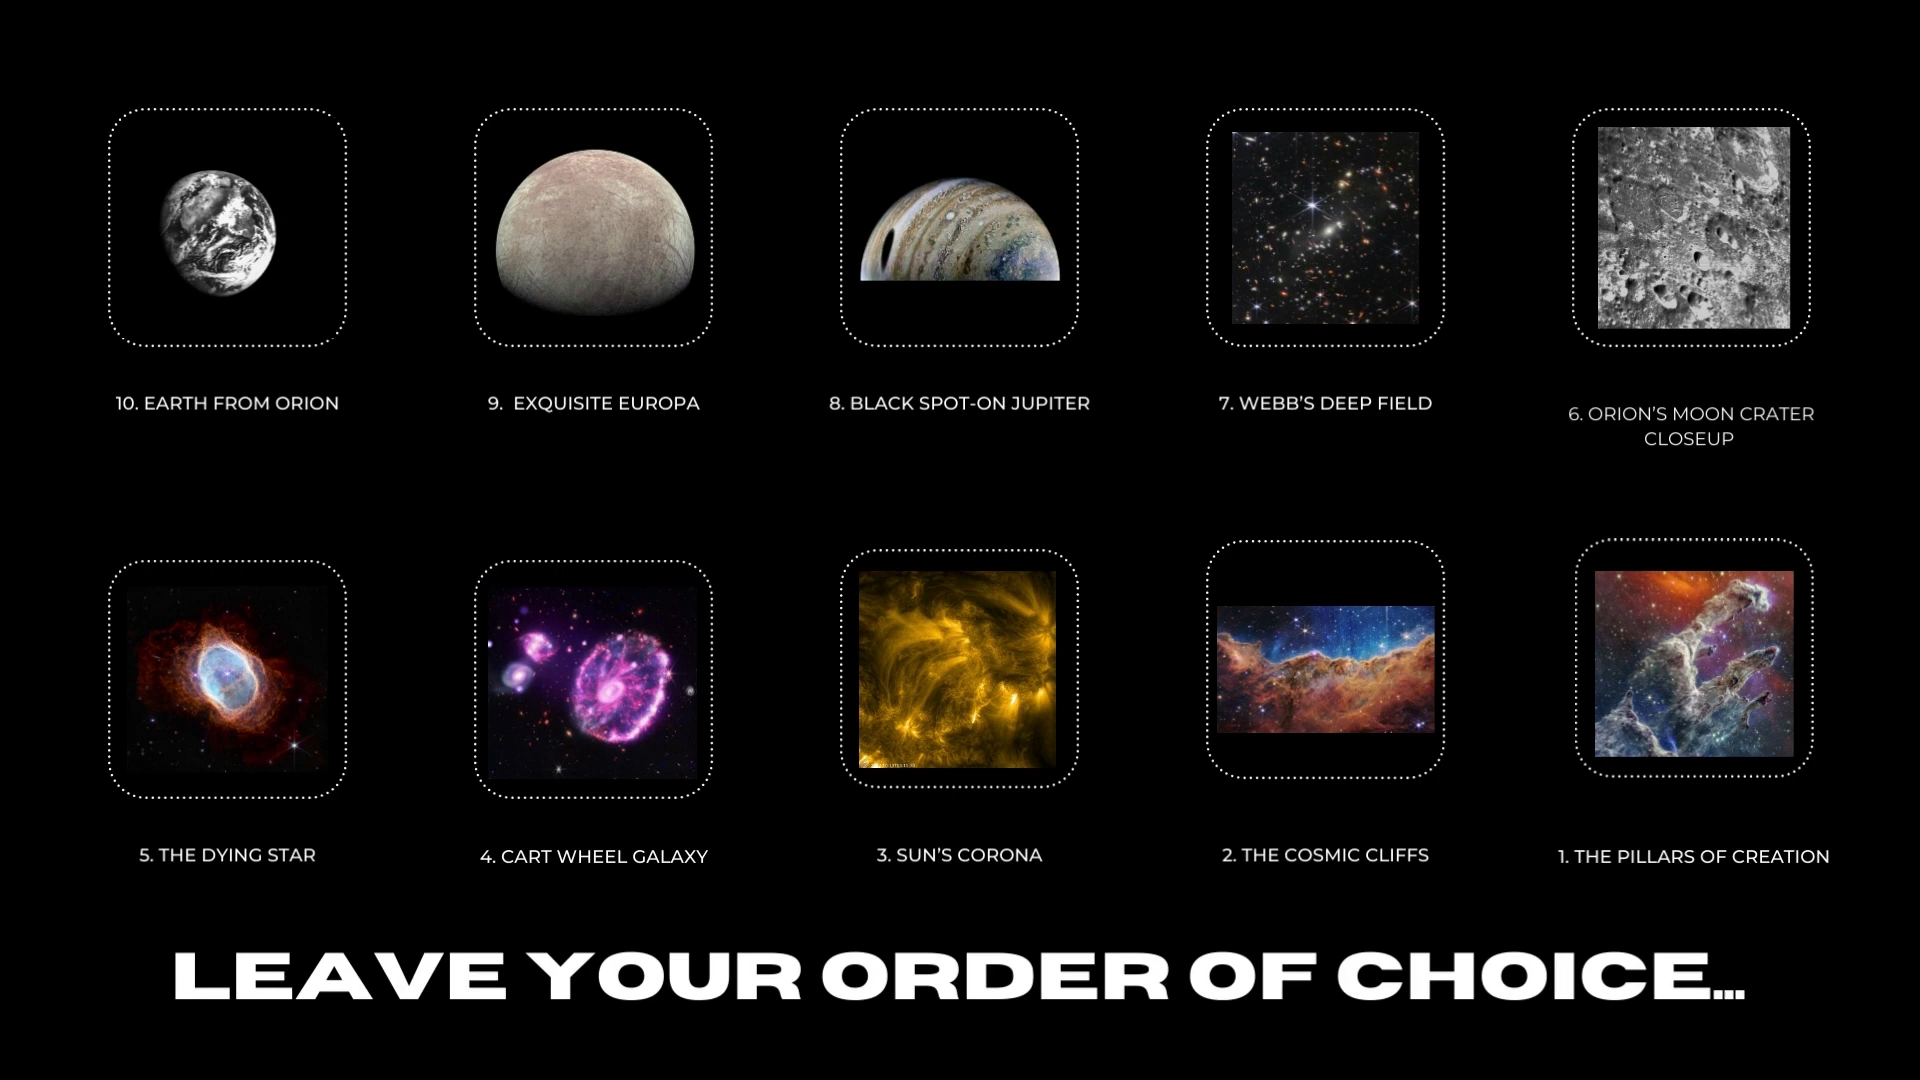 10. EARTH FROM ORION
9. EXQUISITE EUROPA
8. BLACK SPOT-ON JUPITER
7. WEBB'S DEEP FIELD
6. ORION'S MOON CRATER
CLOSEUP
5. THE DYING STAR
4. CART WHEEL GALAXY
3. SUN'S CORONA
2. THE COSMIC CLIFFS
1. THE PILLARS OF CREATION
LEAVE YOUR ORDER OF CHOICE...